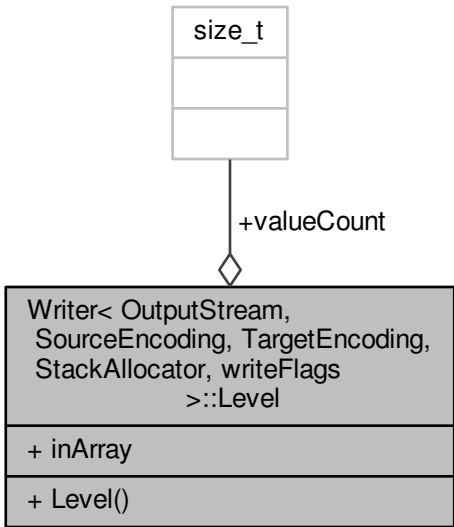 size_t
+valueCount
Writer< OutputStream,
SourceEncoding, TargetEncoding,
StackAllocator, writeFlags
>::Level
+ inArray
+ Level()